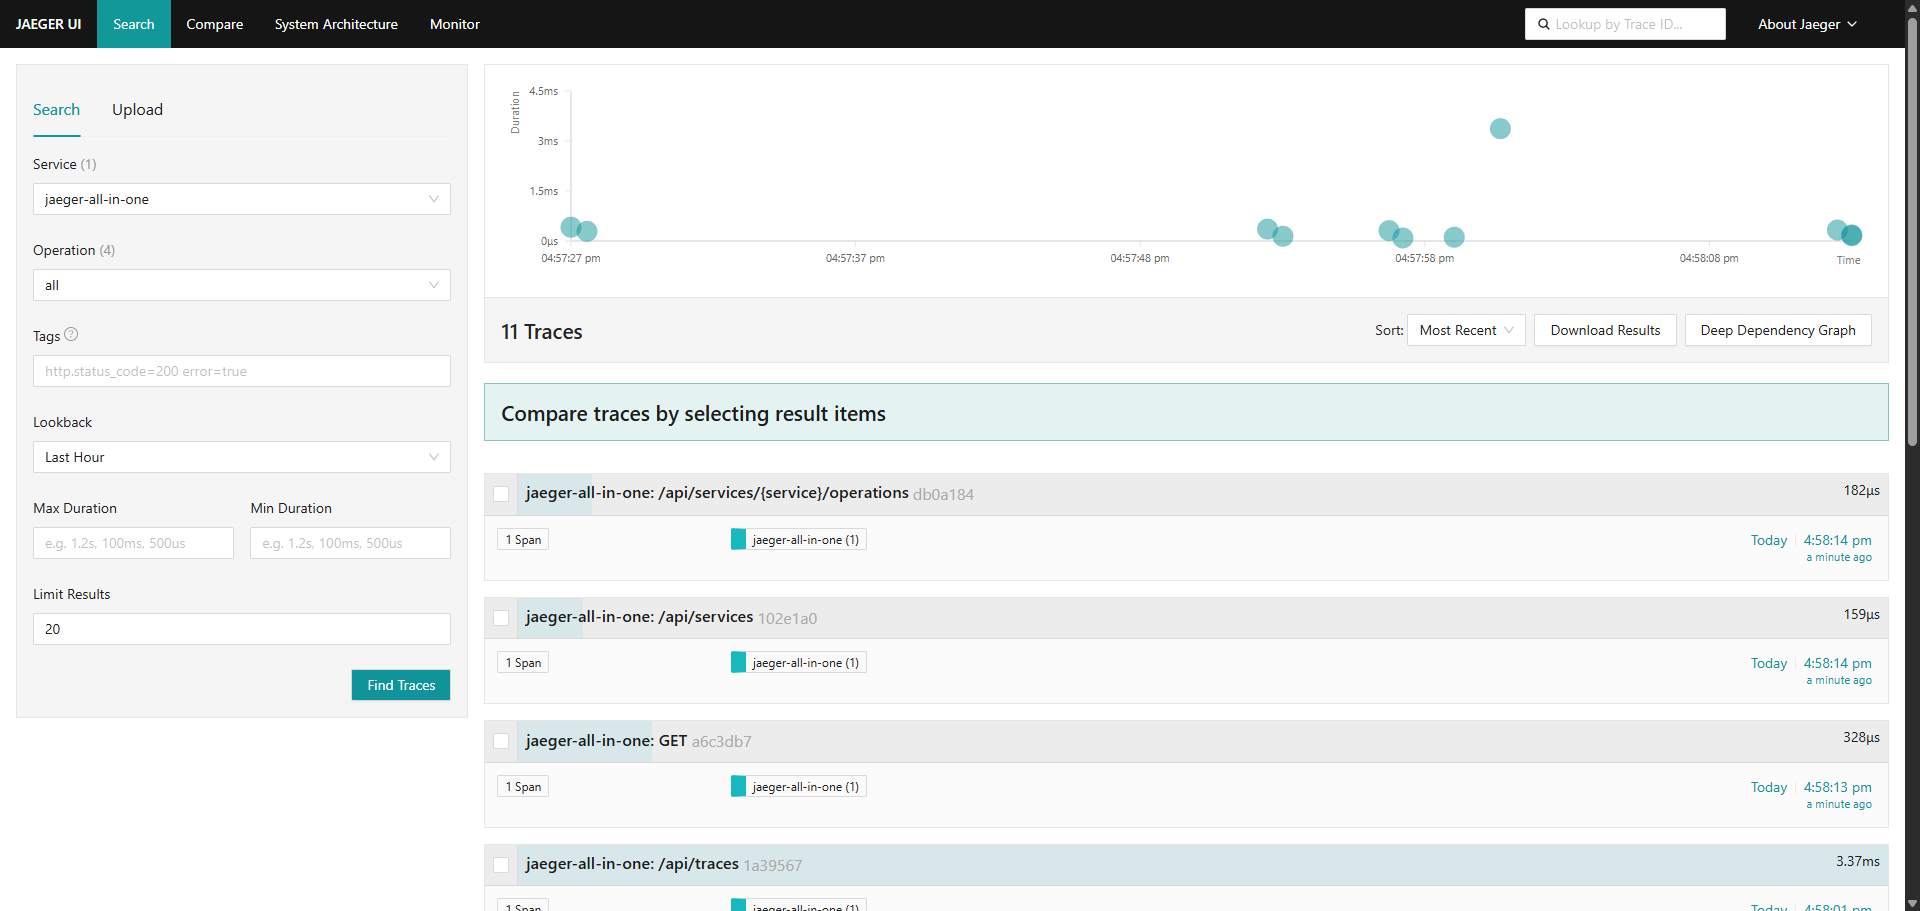 JAEGER UI
Search
Compare
System Architecture
Monitor
Lookup by Trace ID...
About Jaeger
Search
Upload
Service (1)
jaeger-all-in-one
Operation (4)
all
Tags
http.status_code=200 error=true
Lookback
Last Hour
Max Duration
Min Duration
e.g. 1.2s, 100ms, 500us
e.g. 1.2s, 100ms, 500us
Limit Results
20
Find Traces
Duration
4.5ms
3ms
1.5ms
0μs
04:57:27 pm
04:57:37 pm
04:57:48 pm
04:57:58 pm
04:58:08 pm
Time
11 Traces
Sort:
Most Recent
Download Results
Deep Dependency Graph
Compare traces by selecting result items
jaeger-all-in-one: /api/services/{service}/operations db0a184
182μs
1 Span
jaeger-all-in-one (1)
Today
4:58:14 pm
a minute ago
jaeger-all-in-one: /api/services 102e1a0
159μs
1 Span
jaeger-all-in-one (1)
Today
4:58:14 pm
a minute ago
jaeger-all-in-one: GET a6c3db7
328μs
1 Span
jaeger-all-in-one (1)
Today
4:58:13 pm
a minute ago
jaeger-all-in-one: /api/traces 1a39567
3.37ms
1 Span
jaeger-all-in-one (1)
Today
4:58:01 pm